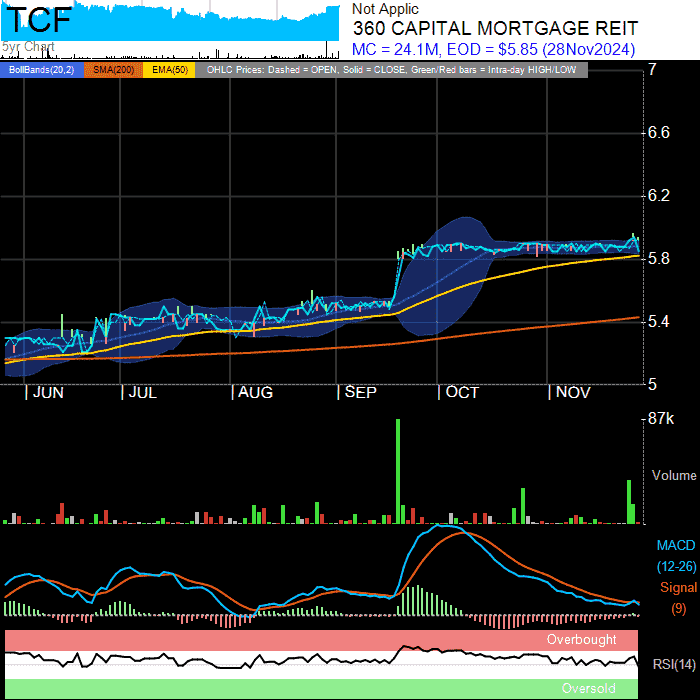 TCF
5yr Chart
Not Applic
360 CAPITAL MORTGAGE REIT
MC = 24.1M, EOD = $5.85 (28Nov2024)
BollBands(20,2) SMA(200) EMA(50) OHLC Prices: Dashed = OPEN, Solid = CLOSE, Green/Red bars = Intra-day HIGH/LOW
7
6.6
6.2
5.8
5.4
5
JUN JUL AUG SEP OCT NOV
87k
Volume
MACD
(12-26)
Signal
(9)
Overbought
RSI(14)
Oversold